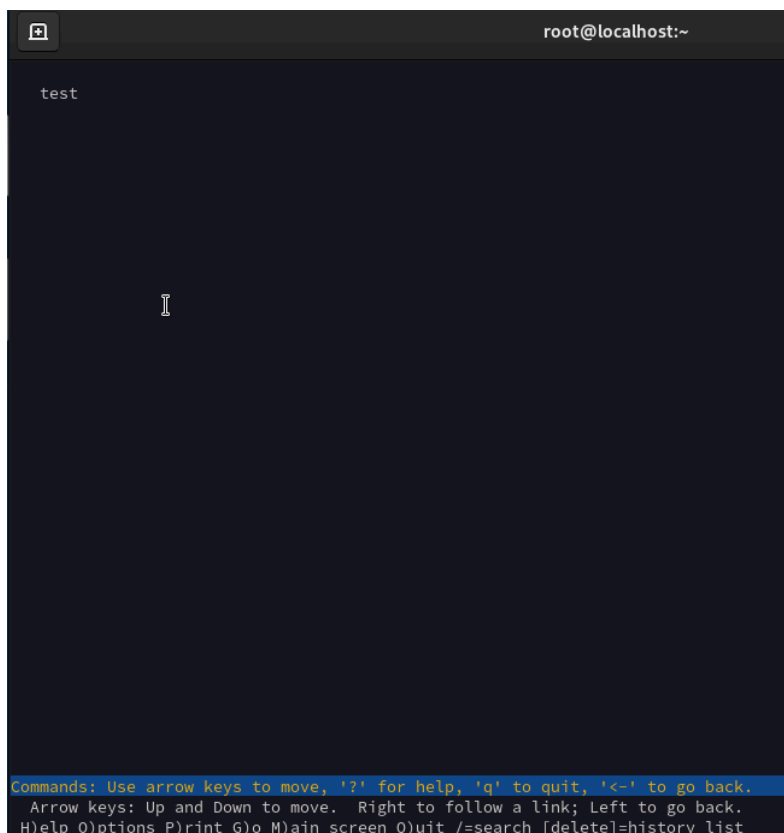 root@localhost:~
test
Commands: Use arrow keys to move, '?' for help, 'q' to quit, '<-' to go back.
Arrow keys: Up and Down to move.  Right to follow a link; Left to go back.
H)elp O)ptions P)rint G)o M)ain screen Q)uit /=search [delete]=history list